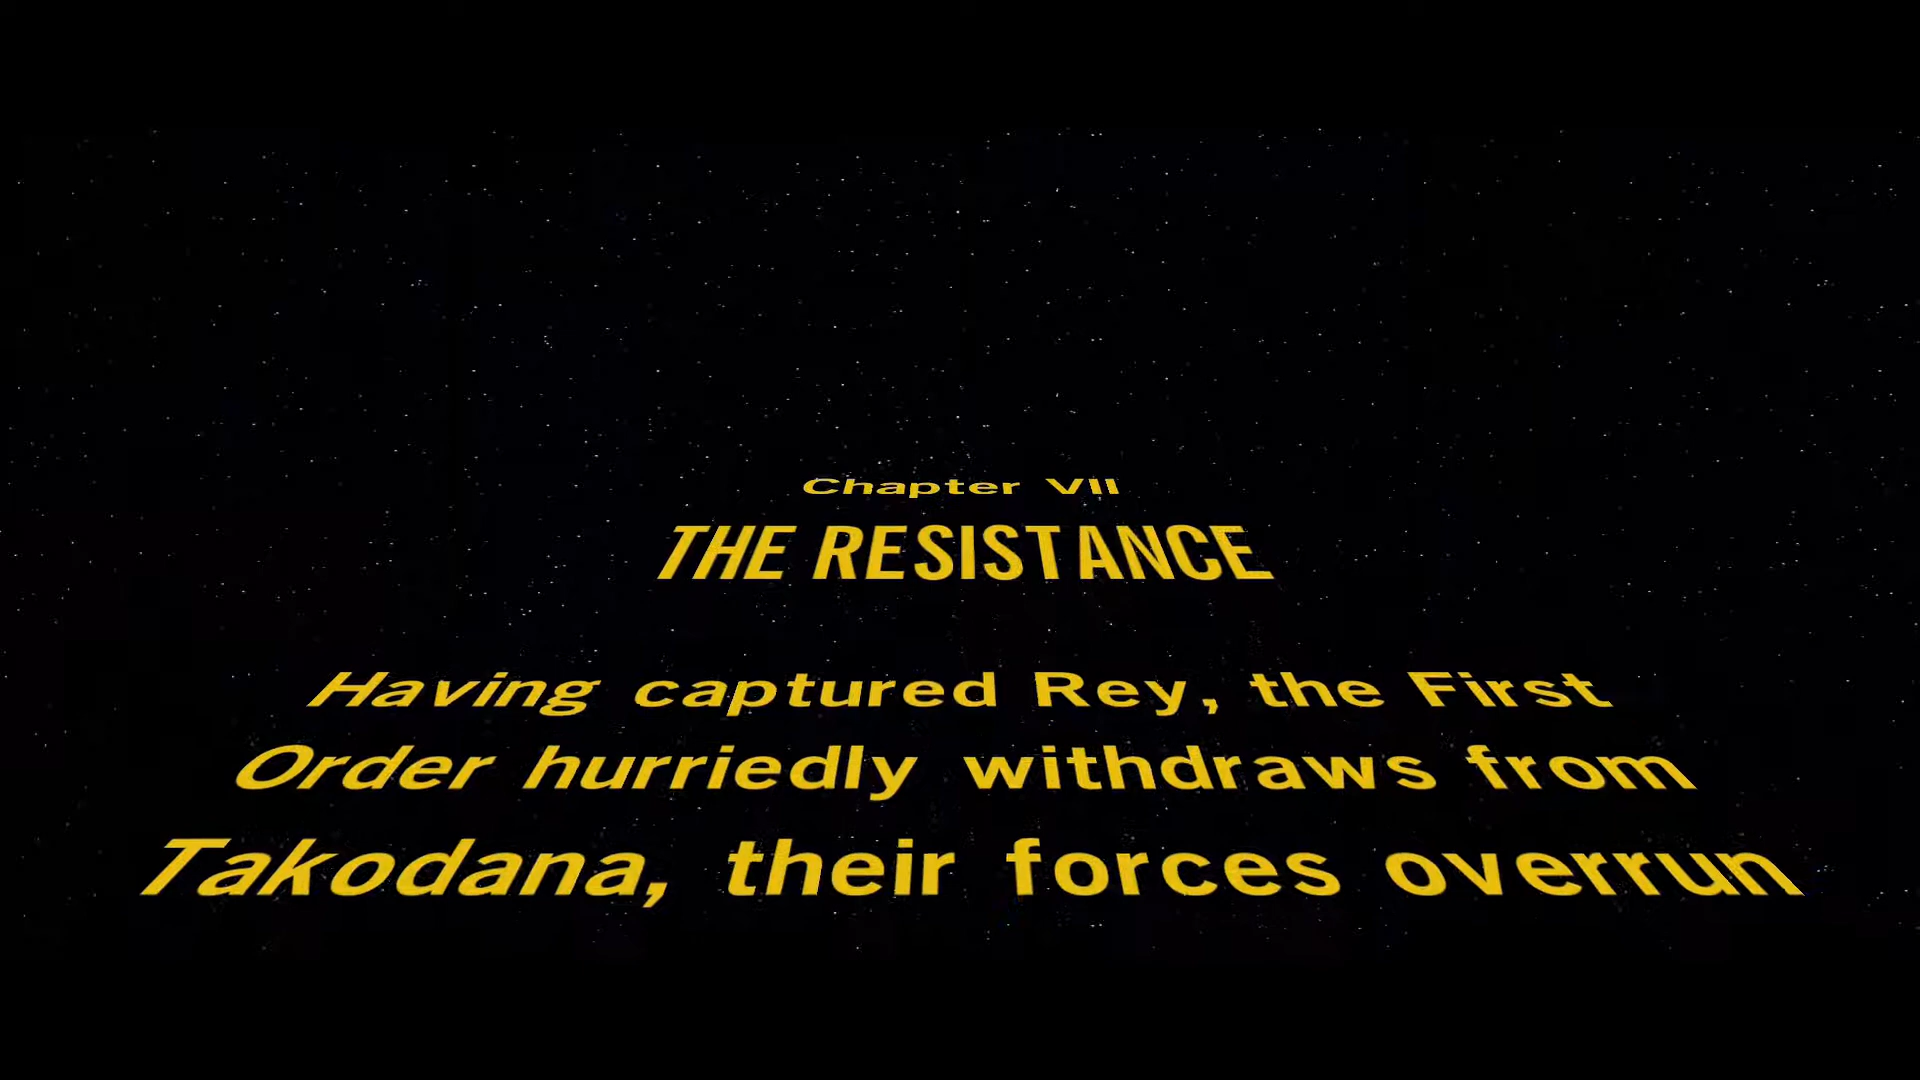 Chapter VII
THE RESISTANCE
Having captured Rey, the First
Order hurriedly withdraws from
Takodana, their forces overrun